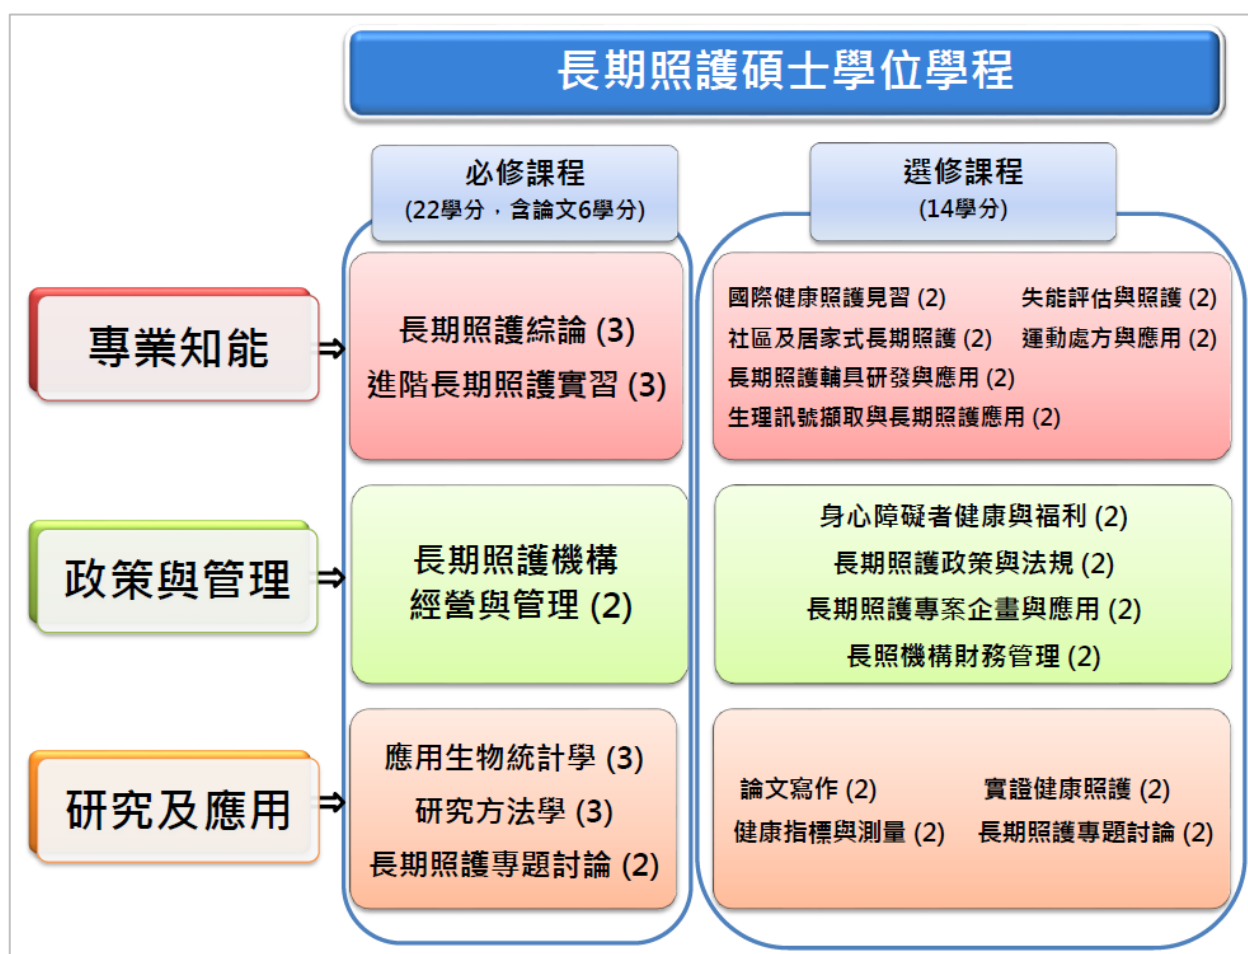 長期照護碩士學位學程
必修課程
(22學分，含論文6學分)
選修課程
(14學分)
專業知能
⇒
長期照護綜論 (3)
進階長期照護實習 (3)
國際健康照護見習 (2) 失能評估與照護 (2)
社區及居家式長期照護 (2) 運動處方與應用 (2)
長期照護輔具研發與應用 (2)
生理訊號擷取與長期照護應用 (2)
政策與管理
⇒
長期照護機構
經營與管理 (2)
身心障礙者健康與福利 (2)
長期照護政策與法規 (2)
長期照護專案企畫與應用 (2)
長照機構財務管理 (2)
研究及應用
⇒
應用生物統計學 (3)
研究方法學 (3)
長期照護專題討論 (2)
論文寫作 (2) 實證健康照護 (2)
健康指標與測量 (2) 長期照護專題討論 (2)